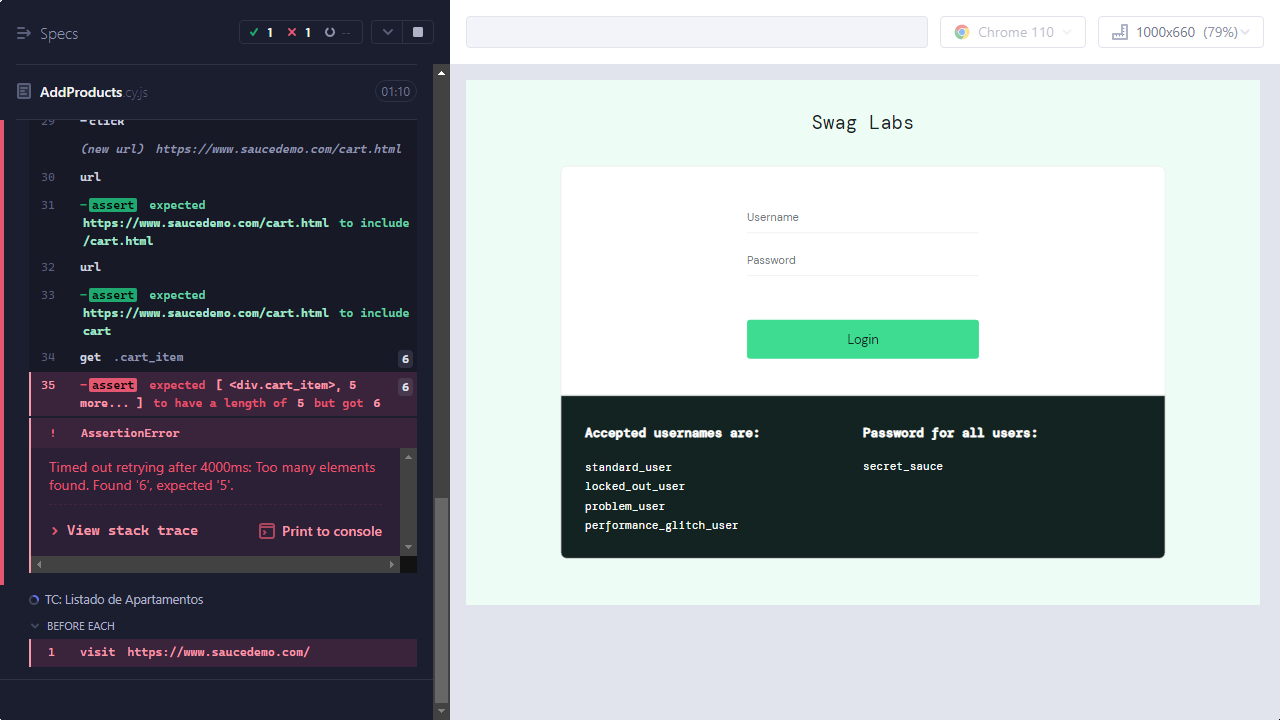 Specs
1
1
--
AddProducts.cy.js
01:10
29 -click
(new url) https://www.saucedemo.com/cart.html
30 url
31 -assert expected
https://www.saucedemo.com/cart.html to include
/cart.html
32 url
33 -assert expected
https://www.saucedemo.com/cart.html to include
cart
34 get .cart_item 6
35 -assert expected [ <div.cart_item>, 5 6
more... ] to have a length of 5 but got 6
! AssertionError
Timed out retrying after 4000ms: Too many elements
found. Found '6', expected '5'.
> View stack trace
Print to console
TC: Listado de Apartamentos
BEFORE EACH
1 visit https://www.saucedemo.com/
Chrome 110
1000x660 (79%)
Swag Labs
Username
Password
Login
Accepted usernames are:
standard_user
locked_out_user
problem_user
performance_glitch_user
Password for all users:
secret_sauce